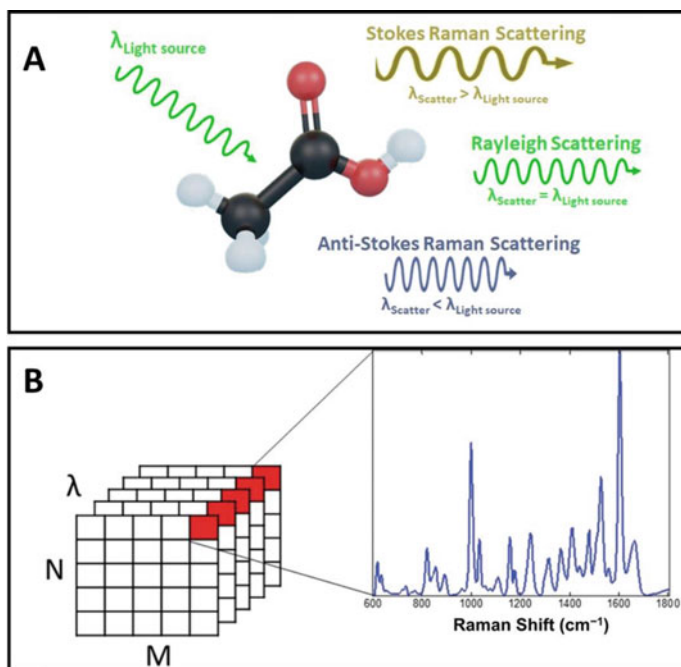 A
λLight source
Stokes Raman Scattering
λScatter > λLight source
Rayleigh Scattering
λScatter = λLight source
Anti-Stokes Raman Scattering
λScatter < λLight source
B
λ
N
M
600 800 1000 1200 1400 1600 1800
Raman Shift (cm⁻¹)